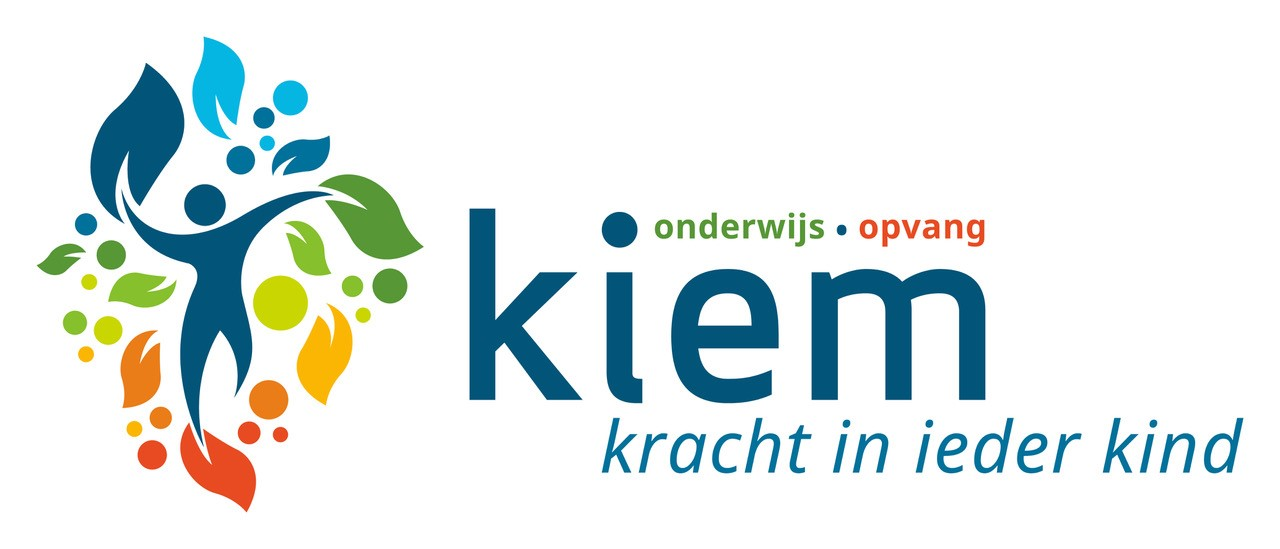 onderwijs • opvang
kiem
kracht in ieder kind